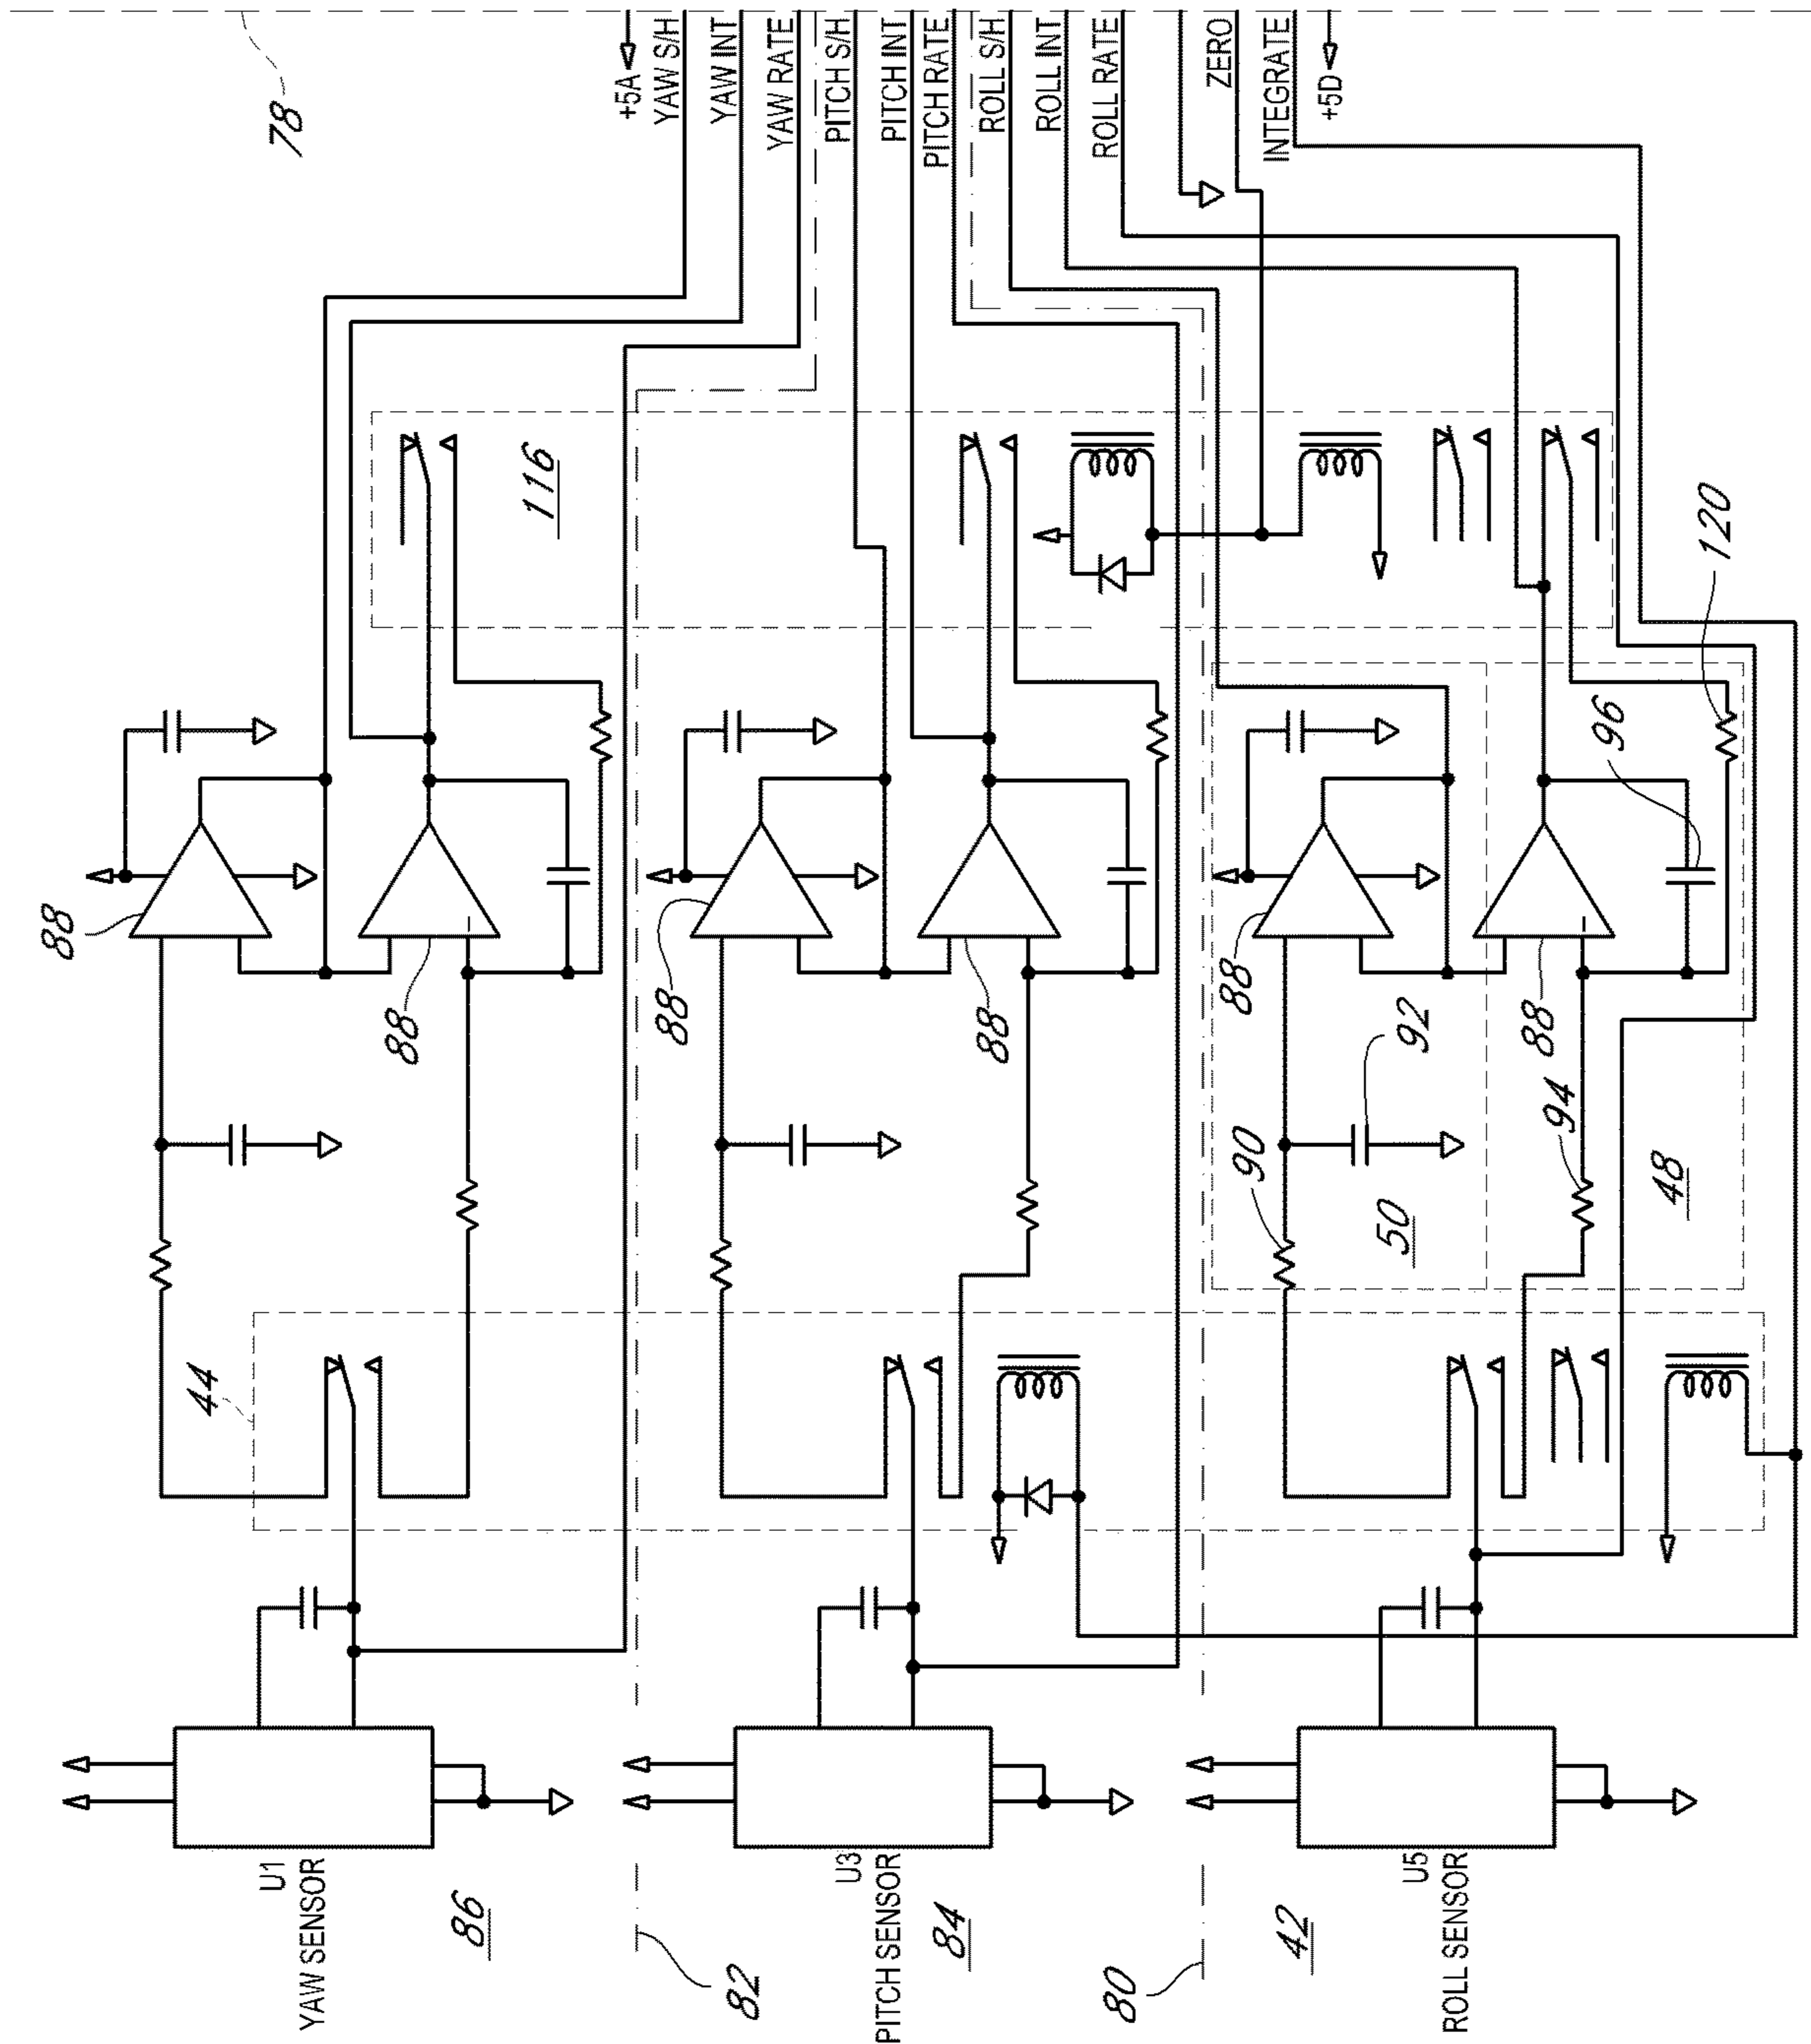 78
+5A
YAW S/H
YAW INT
YAW RATE
PITCH S/H
PITCH INT
PITCH RATE
ROLL S/H
ROLL INT
ROLL RATE
ZERO
INTEGRATE
+5D
116
120
88
88
88
88
88
88
96
92
90
94
50
48
44
U1
YAW SENSOR
86
82
U3
PITCH SENSOR
84
80
42
U5
ROLL SENSOR